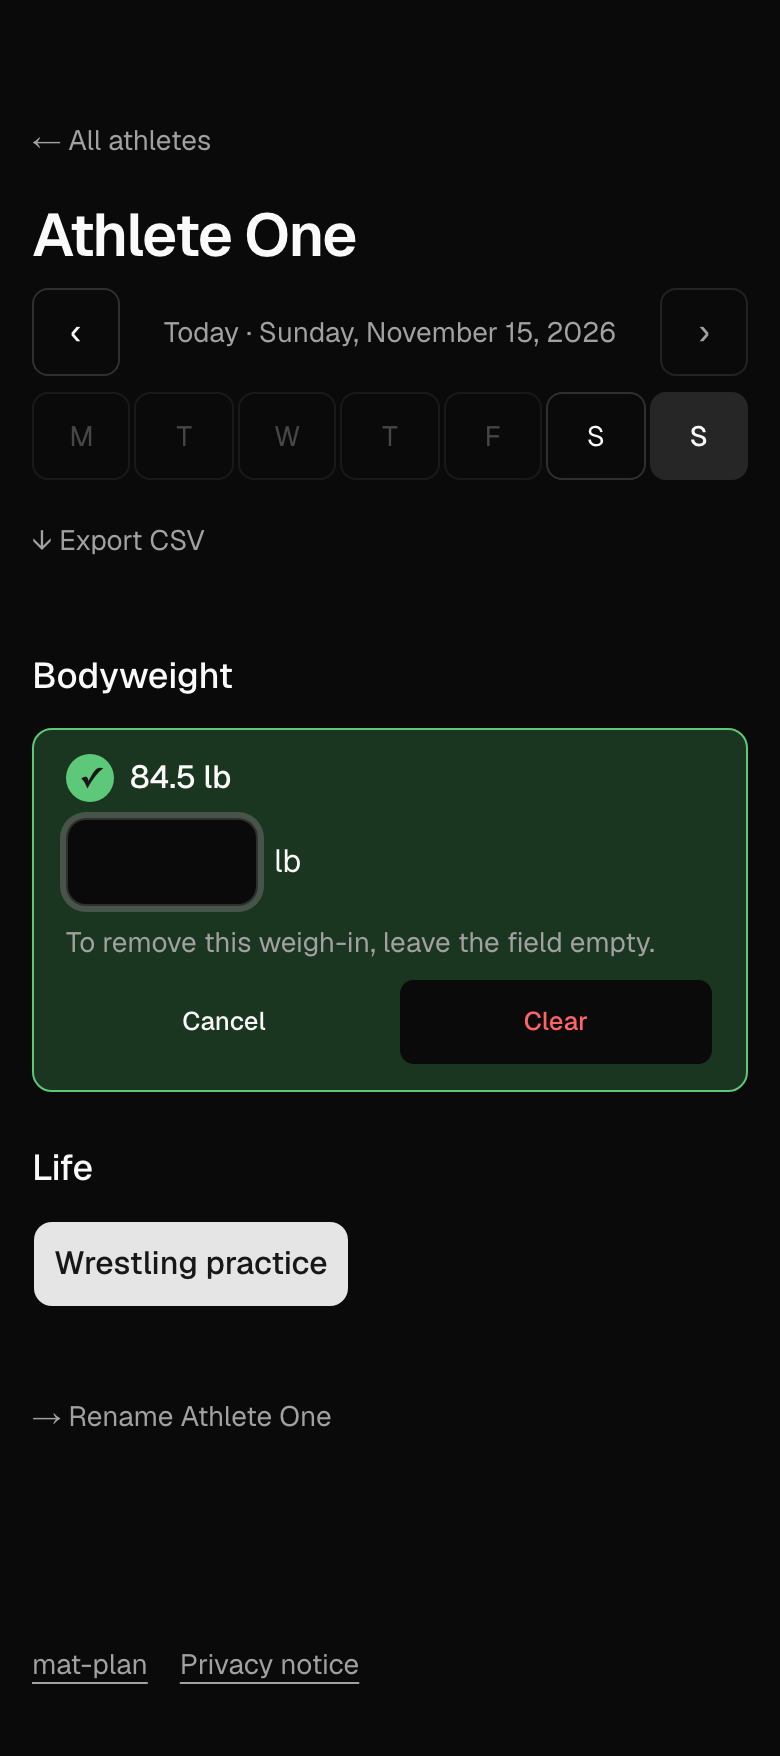 ← All athletes
Athlete One
‹ Today · Sunday, November 15, 2026 ›
M T W T F S S
↓ Export CSV
Bodyweight
✓ 84.5 lb
lb
To remove this weigh-in, leave the field empty.
Cancel Clear
Life
Wrestling practice
→ Rename Athlete One
mat-plan Privacy notice